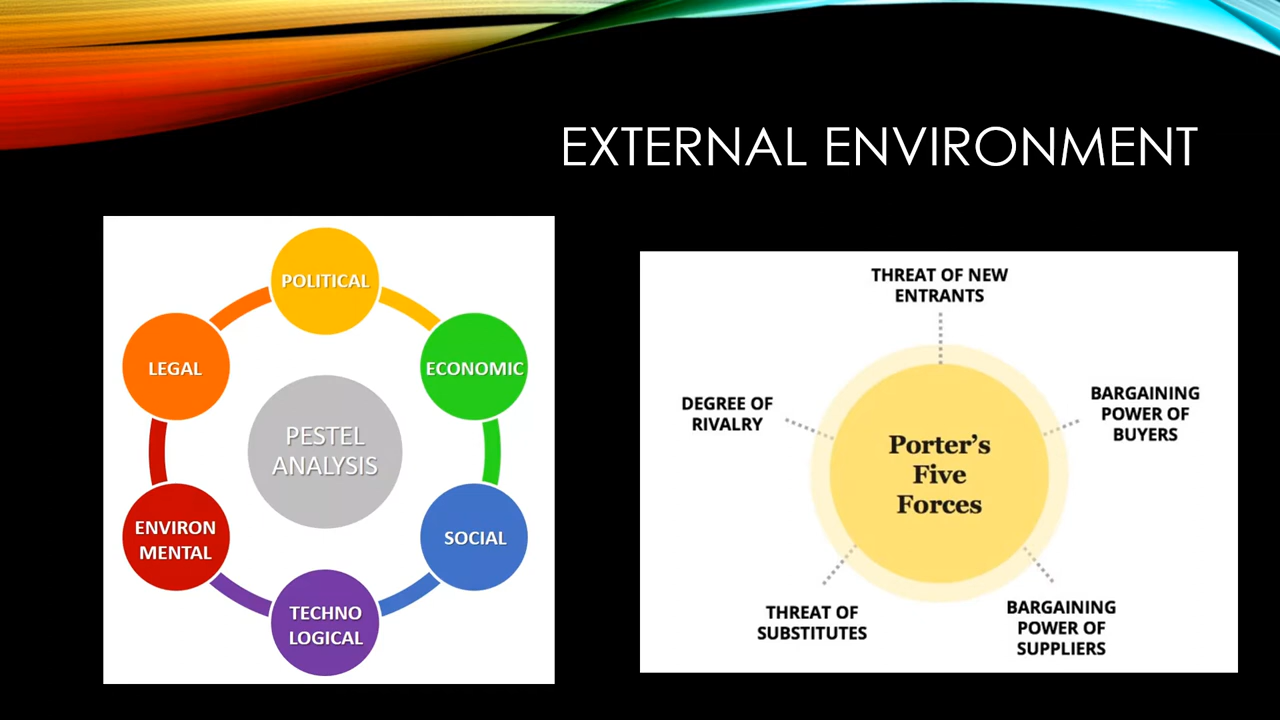 EXTERNAL ENVIRONMENT
POLITICAL
LEGAL
ECONOMIC
PESTEL
ANALYSIS
ENVIRON
MENTAL
SOCIAL
TECHNO
LOGICAL
THREAT OF NEW
ENTRANTS
DEGREE OF
RIVALRY
BARGAINING
POWER OF
BUYERS
Porter's
Five
Forces
THREAT OF
SUBSTITUTES
BARGAINING
POWER OF
SUPPLIERS